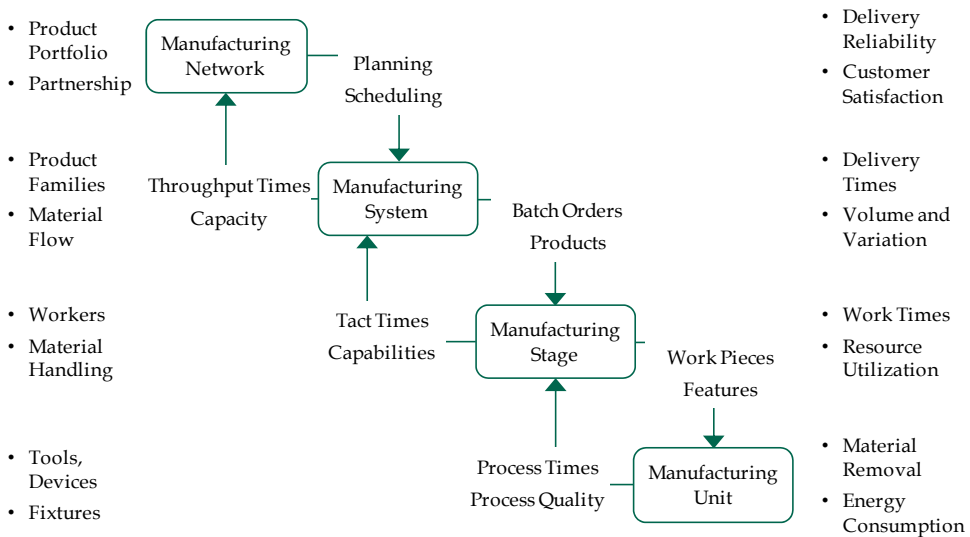 • Product
Portfolio
• Partnership
Manufacturing
Network
Planning
Scheduling
• Delivery
Reliability
• Customer
Satisfaction
• Product
Families
• Material
Flow
Throughput Times
Capacity
Manufacturing
System
Batch Orders
Products
• Delivery
Times
• Volume and
Variation
• Workers
• Material
Handling
Tact Times
Capabilities
Manufacturing
Stage
Work Pieces
Features
• Work Times
• Resource
Utilization
• Tools,
Devices
• Fixtures
Process Times
Process Quality
Manufacturing
Unit
• Material
Removal
• Energy
Consumption